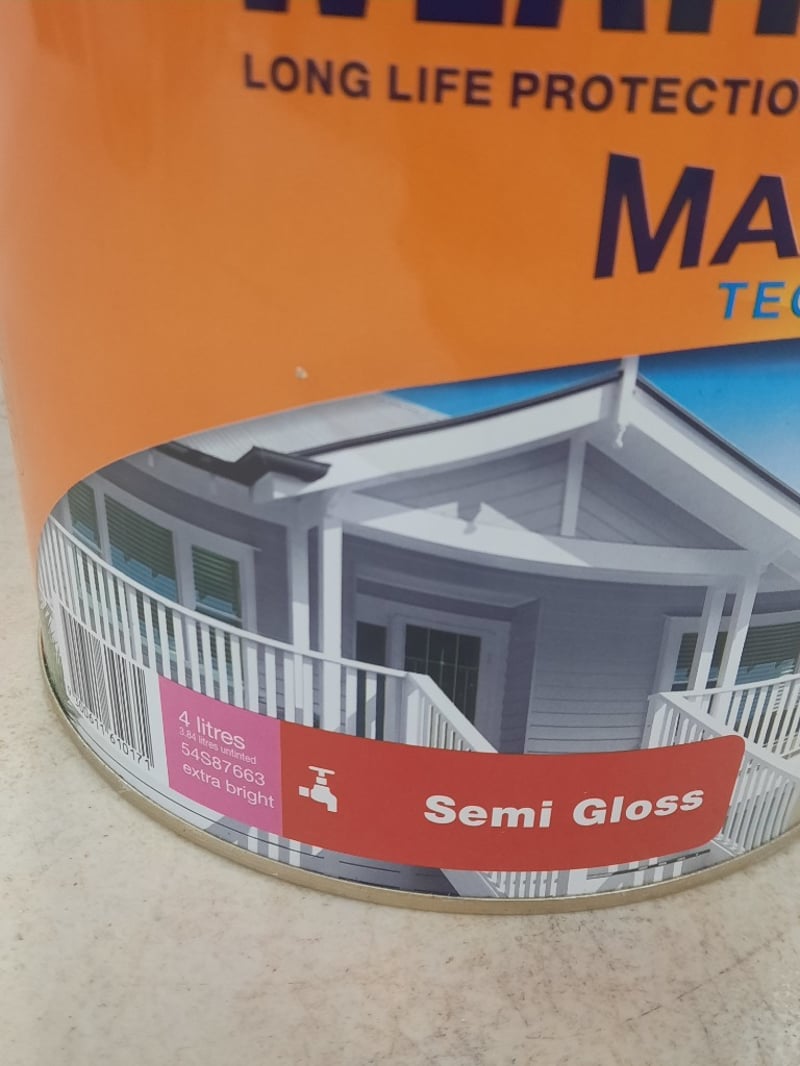 LONG LIFE PROTECTIO
MA
TEC
4 litres
3.84 litres untinted
54S87663
extra bright
Semi Gloss